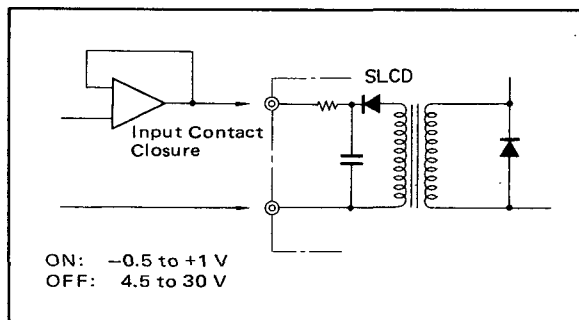 SLCD
Input Contact
Closure
ON: -0.5 to +1 V
OFF: 4.5 to 30 V